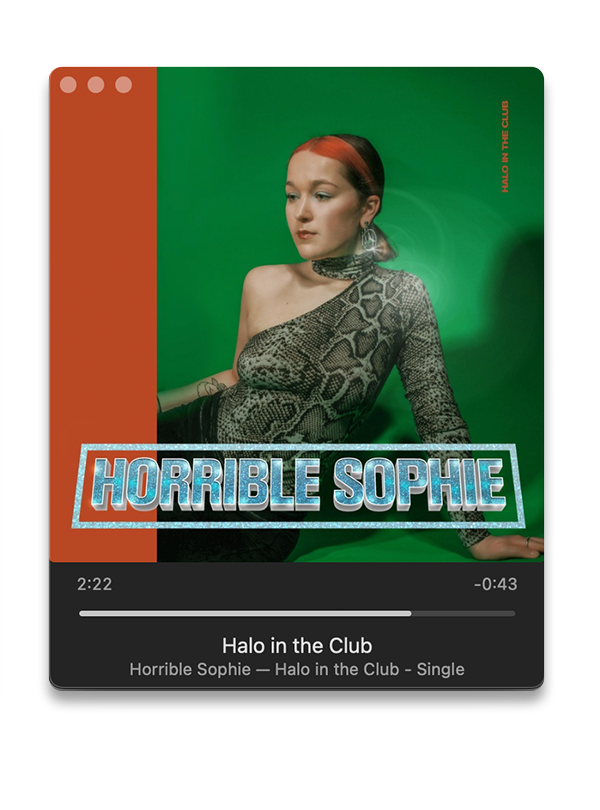 HALO IN THE CLUB
HORRIBLE SOPHIE
2:22
-0:43
Halo in the Club
Horrible Sophie — Halo in the Club - Single